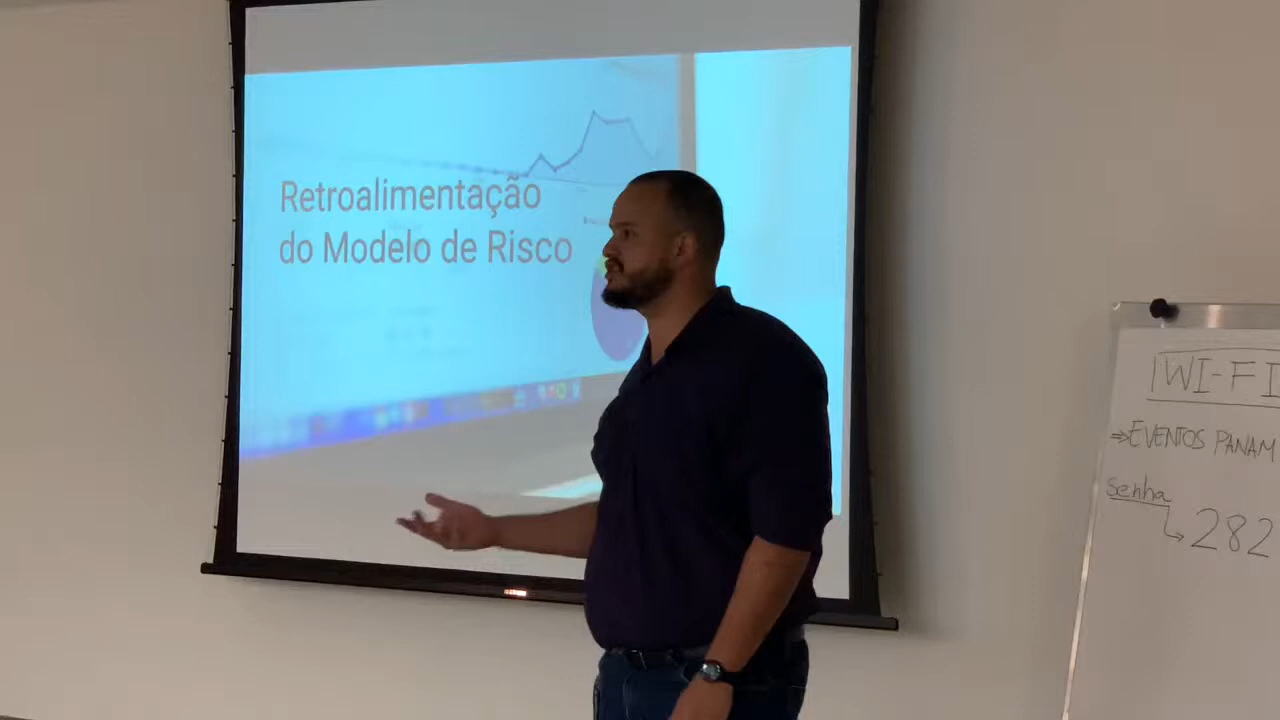 Retroalimentação
do Modelo de Risco
WI-FI
⇒EVENTOS PANAM
senha
↳282